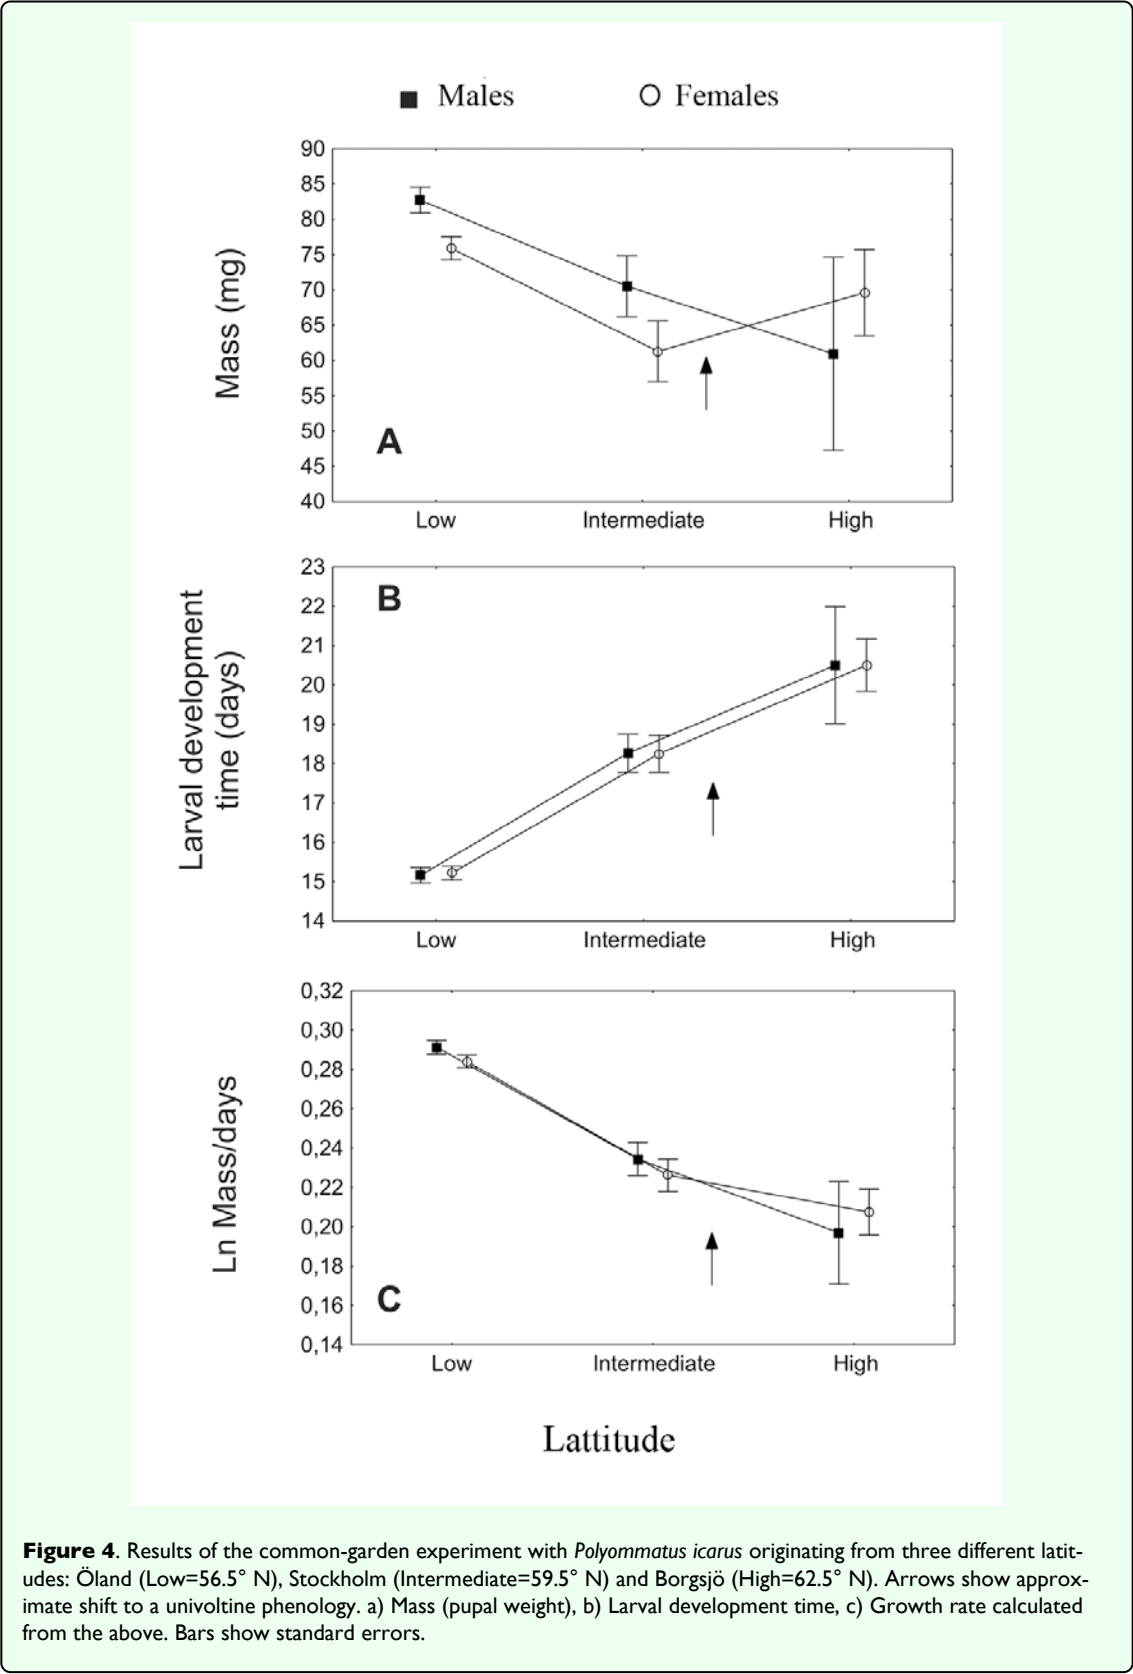 Males Females
90
85
80
75
70
65
60
55
50
45
40
Mass (mg)
A
Low Intermediate High
23
22
21
20
19
18
17
16
15
14
Larval development
time (days)
B
Low Intermediate High
0,32
0,30
0,28
0,26
0,24
0,22
0,20
0,18
0,16
0,14
Ln Mass/days
C
Low Intermediate High
Lattitude
Figure 4. Results of the common-garden experiment with Polyommatus icarus originating from three different latit-
udes: Öland (Low=56.5° N), Stockholm (Intermediate=59.5° N) and Borgsjö (High=62.5° N). Arrows show approx-
imate shift to a univoltine phenology. a) Mass (pupal weight), b) Larval development time, c) Growth rate calculated
from the above. Bars show standard errors.